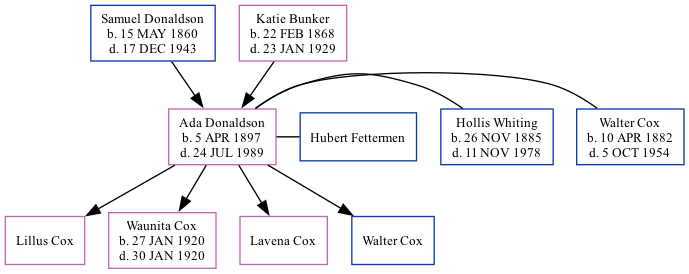 Samuel Donaldson
b. 15 MAY 1860
d. 17 DEC 1943
Katie Bunker
b. 22 FEB 1868
d. 23 JAN 1929
Ada Donaldson
b. 5 APR 1897
d. 24 JUL 1989
Hubert Fettermen
Hollis Whiting
b. 26 NOV 1885
d. 11 NOV 1978
Walter Cox
b. 10 APR 1882
d. 5 OCT 1954
Lillus Cox
Waunita Cox
b. 27 JAN 1920
d. 30 JAN 1920
Lavena Cox
Walter Cox